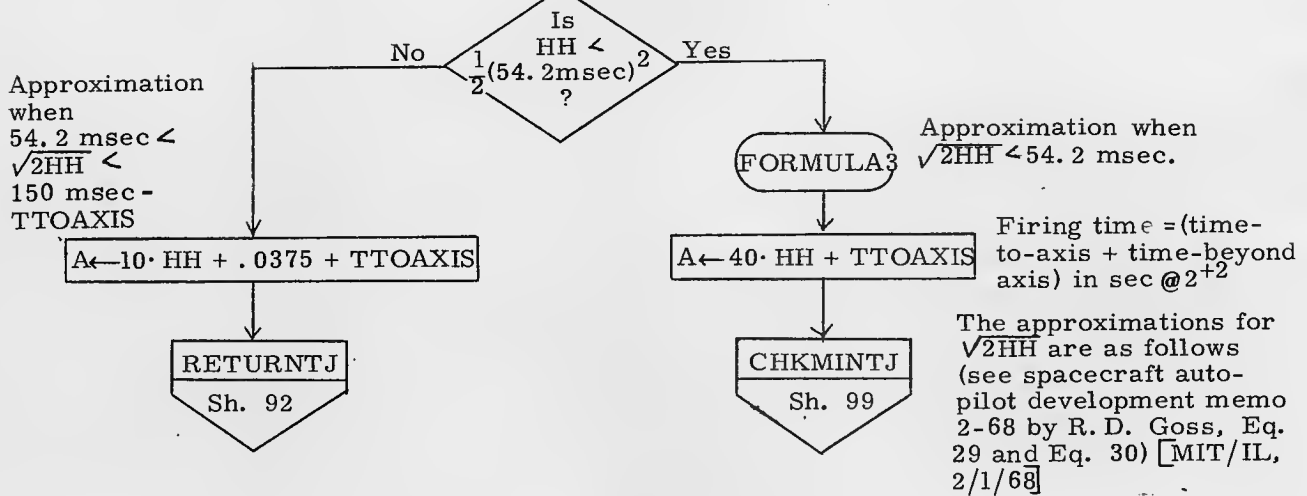 Is
HH <
1/2(54.2msec)^2
?
No
Yes
Approximation
when
54.2 msec <
√2HH <
150 msec -
TTOAXIS
FORMULA3
Approximation when
√2HH < 54.2 msec.
A←10· HH + .0375 + TTOAXIS
A←40· HH + TTOAXIS
Firing time =(time-
to-axis + time-beyond
axis) in sec @2^+2
RETURNTJ
Sh. 92
CHKMINTJ
Sh. 99
The approximations for
√2HH are as follows
(see spacecraft auto-
pilot development memo
2-68 by R. D. Goss, Eq.
29 and Eq. 30) [MIT/IL,
2/1/68]